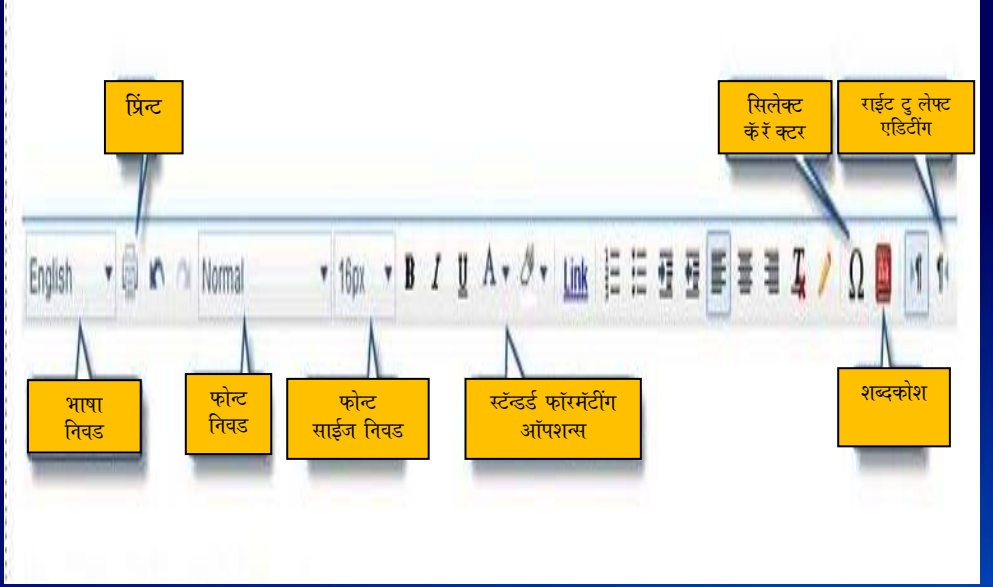 प्रिंन्ट
सिलेक्ट
कॅरॅक्टर
राईट टु लेफ्ट
एडिटींग
English Normal 16px B I U A Link Ω
भाषा
निवड
फोन्ट
निवड
फोन्ट
साईज निवड
स्टॅन्डर्ड फॉरमॅटींग
ऑपशन्स
शब्दकोश